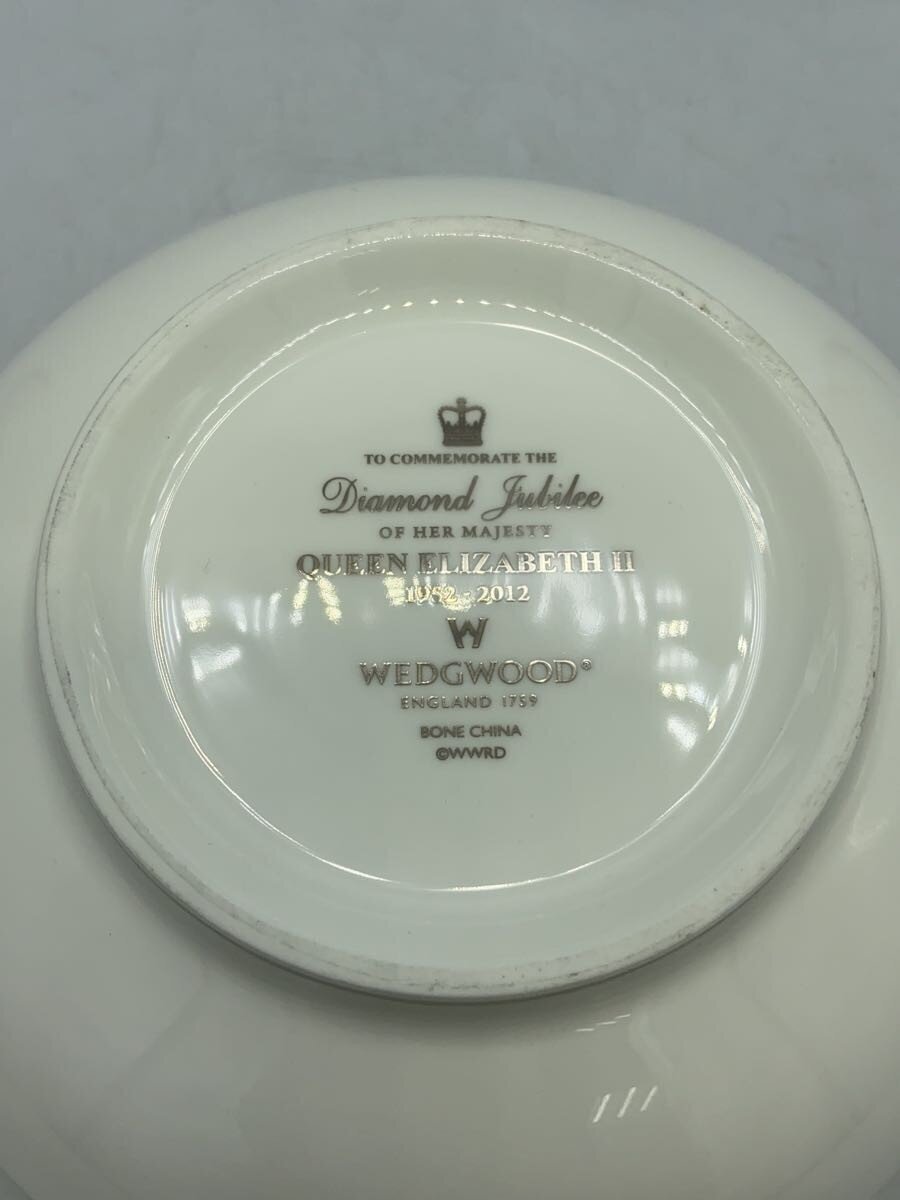 TO COMMEMORATE THE
Diamond Jubilee
OF HER MAJESTY
QUEEN ELIZABETH II
1952 - 2012
W
WEDGWOOD®
ENGLAND 1759
BONE CHINA
©WWRD